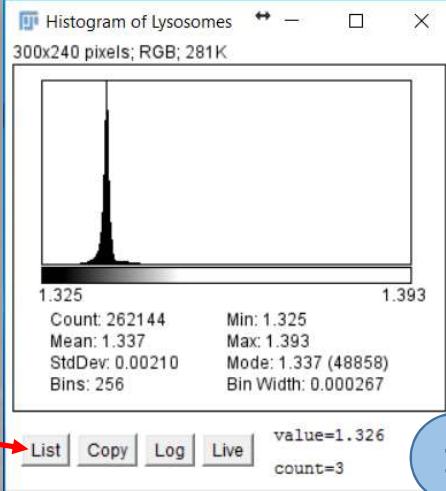 Histogram of Lysosomes
300x240 pixels; RGB; 281K
1.325 1.393
Count: 262144 Min: 1.325
Mean: 1.337 Max: 1.393
StdDev: 0.00210 Mode: 1.337 (48858)
Bins: 256 Bin Width: 0.000267
List Copy Log Live value=1.326
count=3